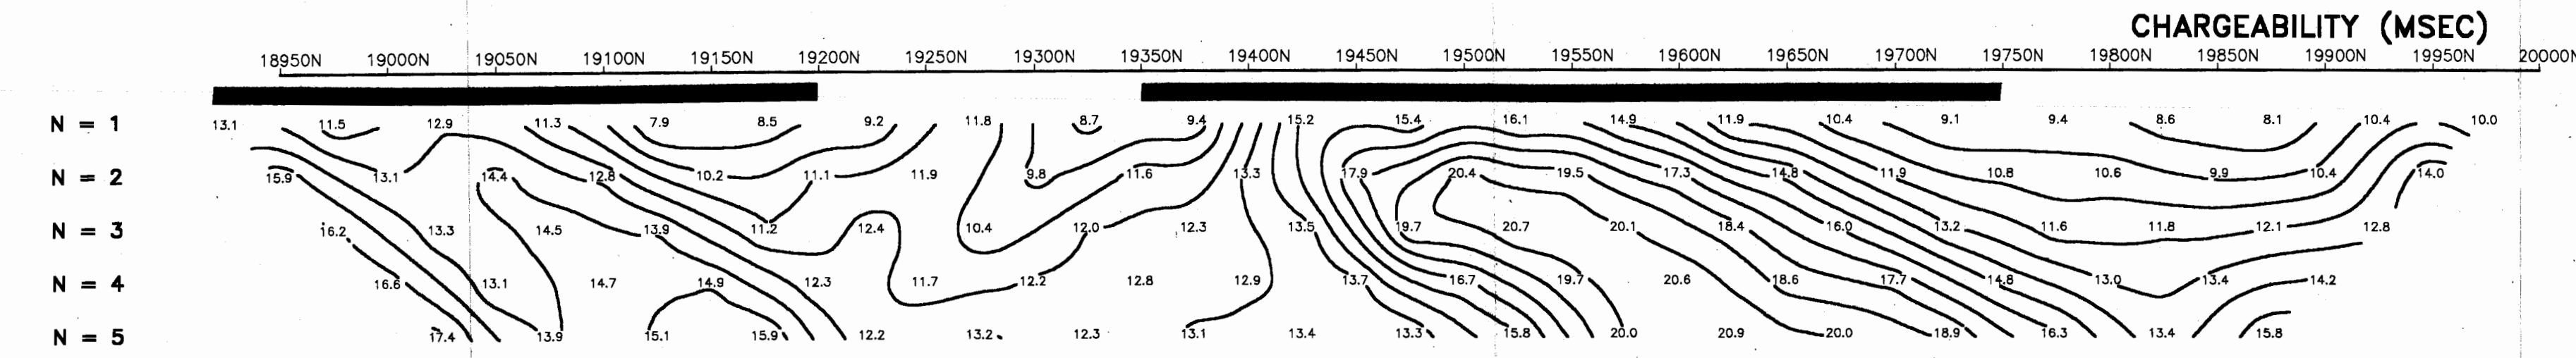 CHARGEABILITY (MSEC)
18950N 19000N 19050N 19100N 19150N 19200N 19250N 19300N 19350N 19400N 19450N 19500N 19550N 19600N 19650N 19700N 19750N 19800N 19850N 19900N 19950N 20000N
N = 1 13.1 11.5 12.9 11.3 7.9 8.5 9.2 11.8 8.7 9.4 15.2 15.4 16.1 14.9 11.9 10.4 9.1 9.4 8.6 8.1 10.4 10.0
N = 2 15.9 13.1 14.4 12.8 10.2 11.1 11.9 9.8 11.6 13.3 17.9 20.4 19.5 17.3 14.8 11.9 10.8 10.6 9.9 10.4 14.0
N = 3 16.2 13.3 14.5 13.9 11.2 12.4 10.4 12.0 12.3 13.5 19.7 20.7 20.1 18.4 16.0 13.2 11.6 11.8 12.1 12.8
N = 4 16.6 13.1 14.7 14.9 12.3 11.7 12.2 12.8 12.9 13.7 16.7 19.7 20.6 18.6 17.7 14.8 13.0 13.4 14.2
N = 5 17.4 13.9 15.1 15.9 12.2 13.2 12.3 13.1 13.4 13.3 15.8 20.0 20.9 20.0 18.9 16.3 13.4 15.8